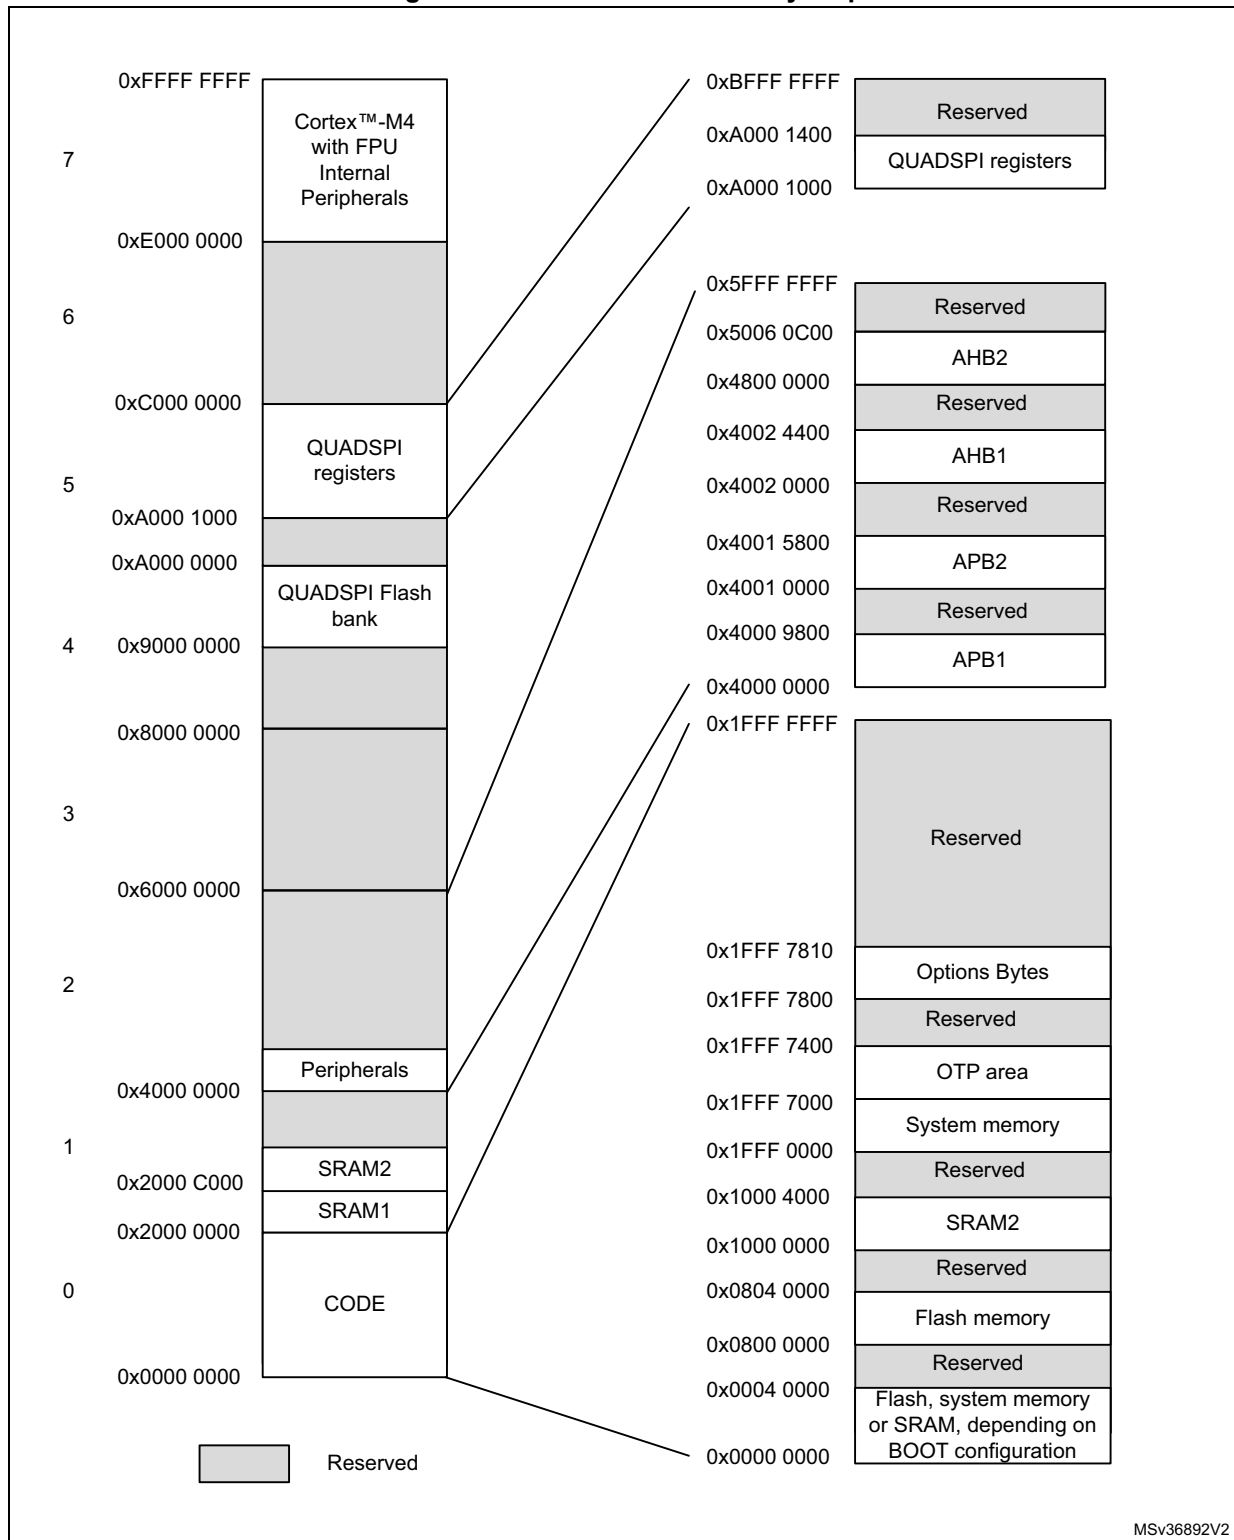 0xFFFF FFFF
Cortex™-M4
with FPU
Internal
Peripherals
7
0xE000 0000
6
0xC000 0000
QUADSPI
registers
5
0xA000 1000
0xA000 0000
QUADSPI Flash
bank
4
0x9000 0000
0x8000 0000
3
0x6000 0000
2
Peripherals
0x4000 0000
1
SRAM2
0x2000 C000
SRAM1
0x2000 0000
0
CODE
0x0000 0000
Reserved
0xBFFF FFFF
Reserved
0xA000 1400
QUADSPI registers
0xA000 1000
0x5FFF FFFF
Reserved
0x5006 0C00
AHB2
0x4800 0000
Reserved
0x4002 4400
AHB1
0x4002 0000
Reserved
0x4001 5800
APB2
0x4001 0000
Reserved
0x4000 9800
APB1
0x4000 0000
0x1FFF FFFF
Reserved
0x1FFF 7810
Options Bytes
0x1FFF 7800
Reserved
0x1FFF 7400
OTP area
0x1FFF 7000
System memory
0x1FFF 0000
Reserved
0x1000 4000
SRAM2
0x1000 0000
Reserved
0x0804 0000
Flash memory
0x0800 0000
Reserved
0x0004 0000
Flash, system memory
or SRAM, depending on
BOOT configuration
0x0000 0000
MSv36892V2